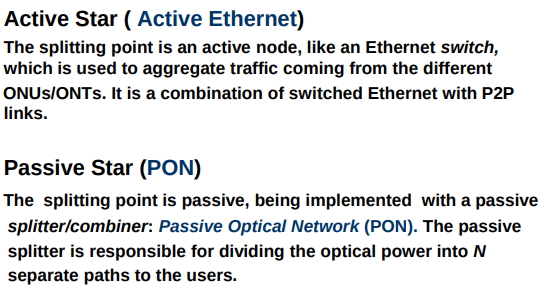 Active Star ( Active Ethernet)
The splitting point is an active node, like an Ethernet switch,
which is used to aggregate traffic coming from the different
ONUs/ONTs. It is a combination of switched Ethernet with P2P
links.
Passive Star (PON)
The splitting point is passive, being implemented with a passive
splitter/combiner: Passive Optical Network (PON). The passive
splitter is responsible for dividing the optical power into N
separate paths to the users.